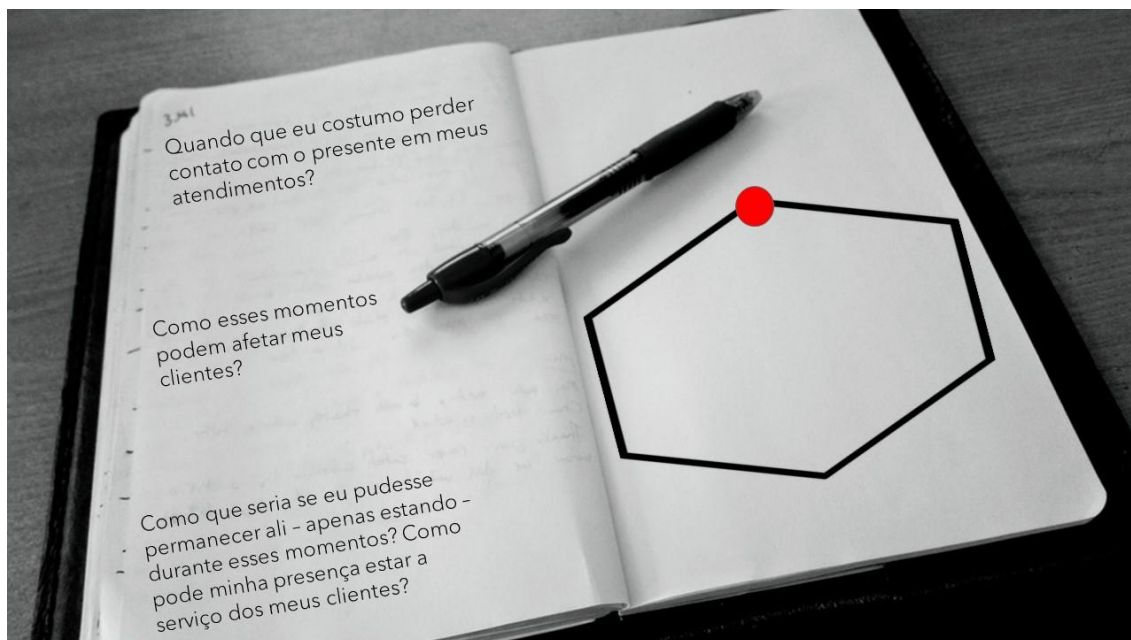 Quando que eu costumo perder
contato com o presente em meus
atendimentos?
Como esses momentos
podem afetar meus
clientes?
Como que seria se eu pudesse
permanecer ali – apenas estando –
durante esses momentos? Como
pode minha presença estar a
serviço dos meus clientes?